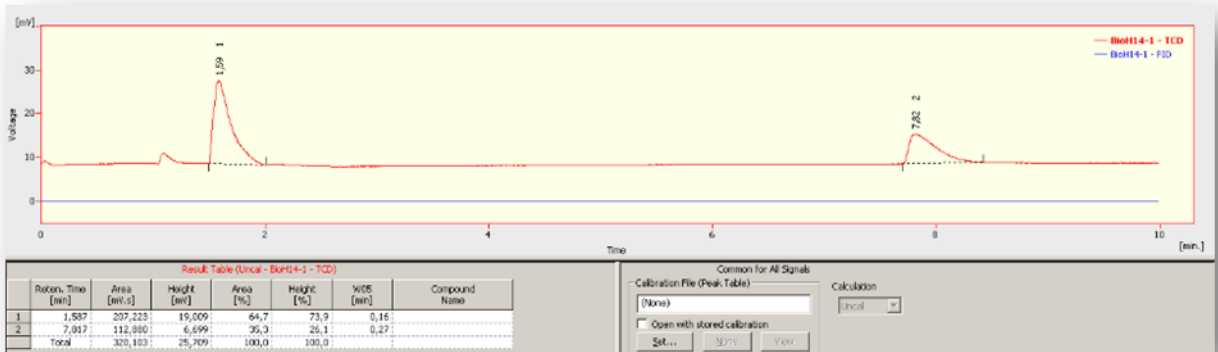 [mV]
BioH14-1 - TCD
BioH14-1 - FID
1,59 1
7,82 2
30
20
10
0
Voltage
0 2 4 6 8 10
Time
[min.]
Result Table (Uncal - BioH14-1 - TCD)
Reten. Time [min] Area [mV.s] Height [mV] Area [%] Height [%] W05 [min] Compound Name
1 1,587 207,223 19,009 64,7 73,9 0,16
2 7,817 112,880 6,699 35,3 26,1 0,27
Total 320,103 25,709 100,0 100,0
Common for All Signals
Calibration File (Peak Table)
(None)
Open with stored calibration
Set... None View
Calculation
Uncal